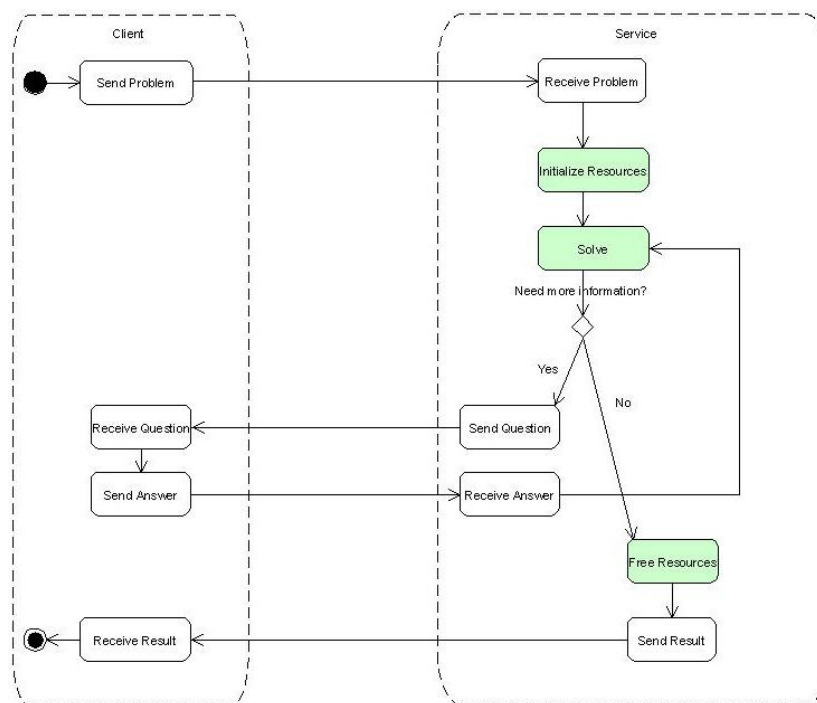 Client
Service
Send Problem
Receive Problem
Initialize Resources
Solve
Need more information?
Yes
No
Receive Question
Send Question
Send Answer
Receive Answer
Free Resources
Receive Result
Send Result